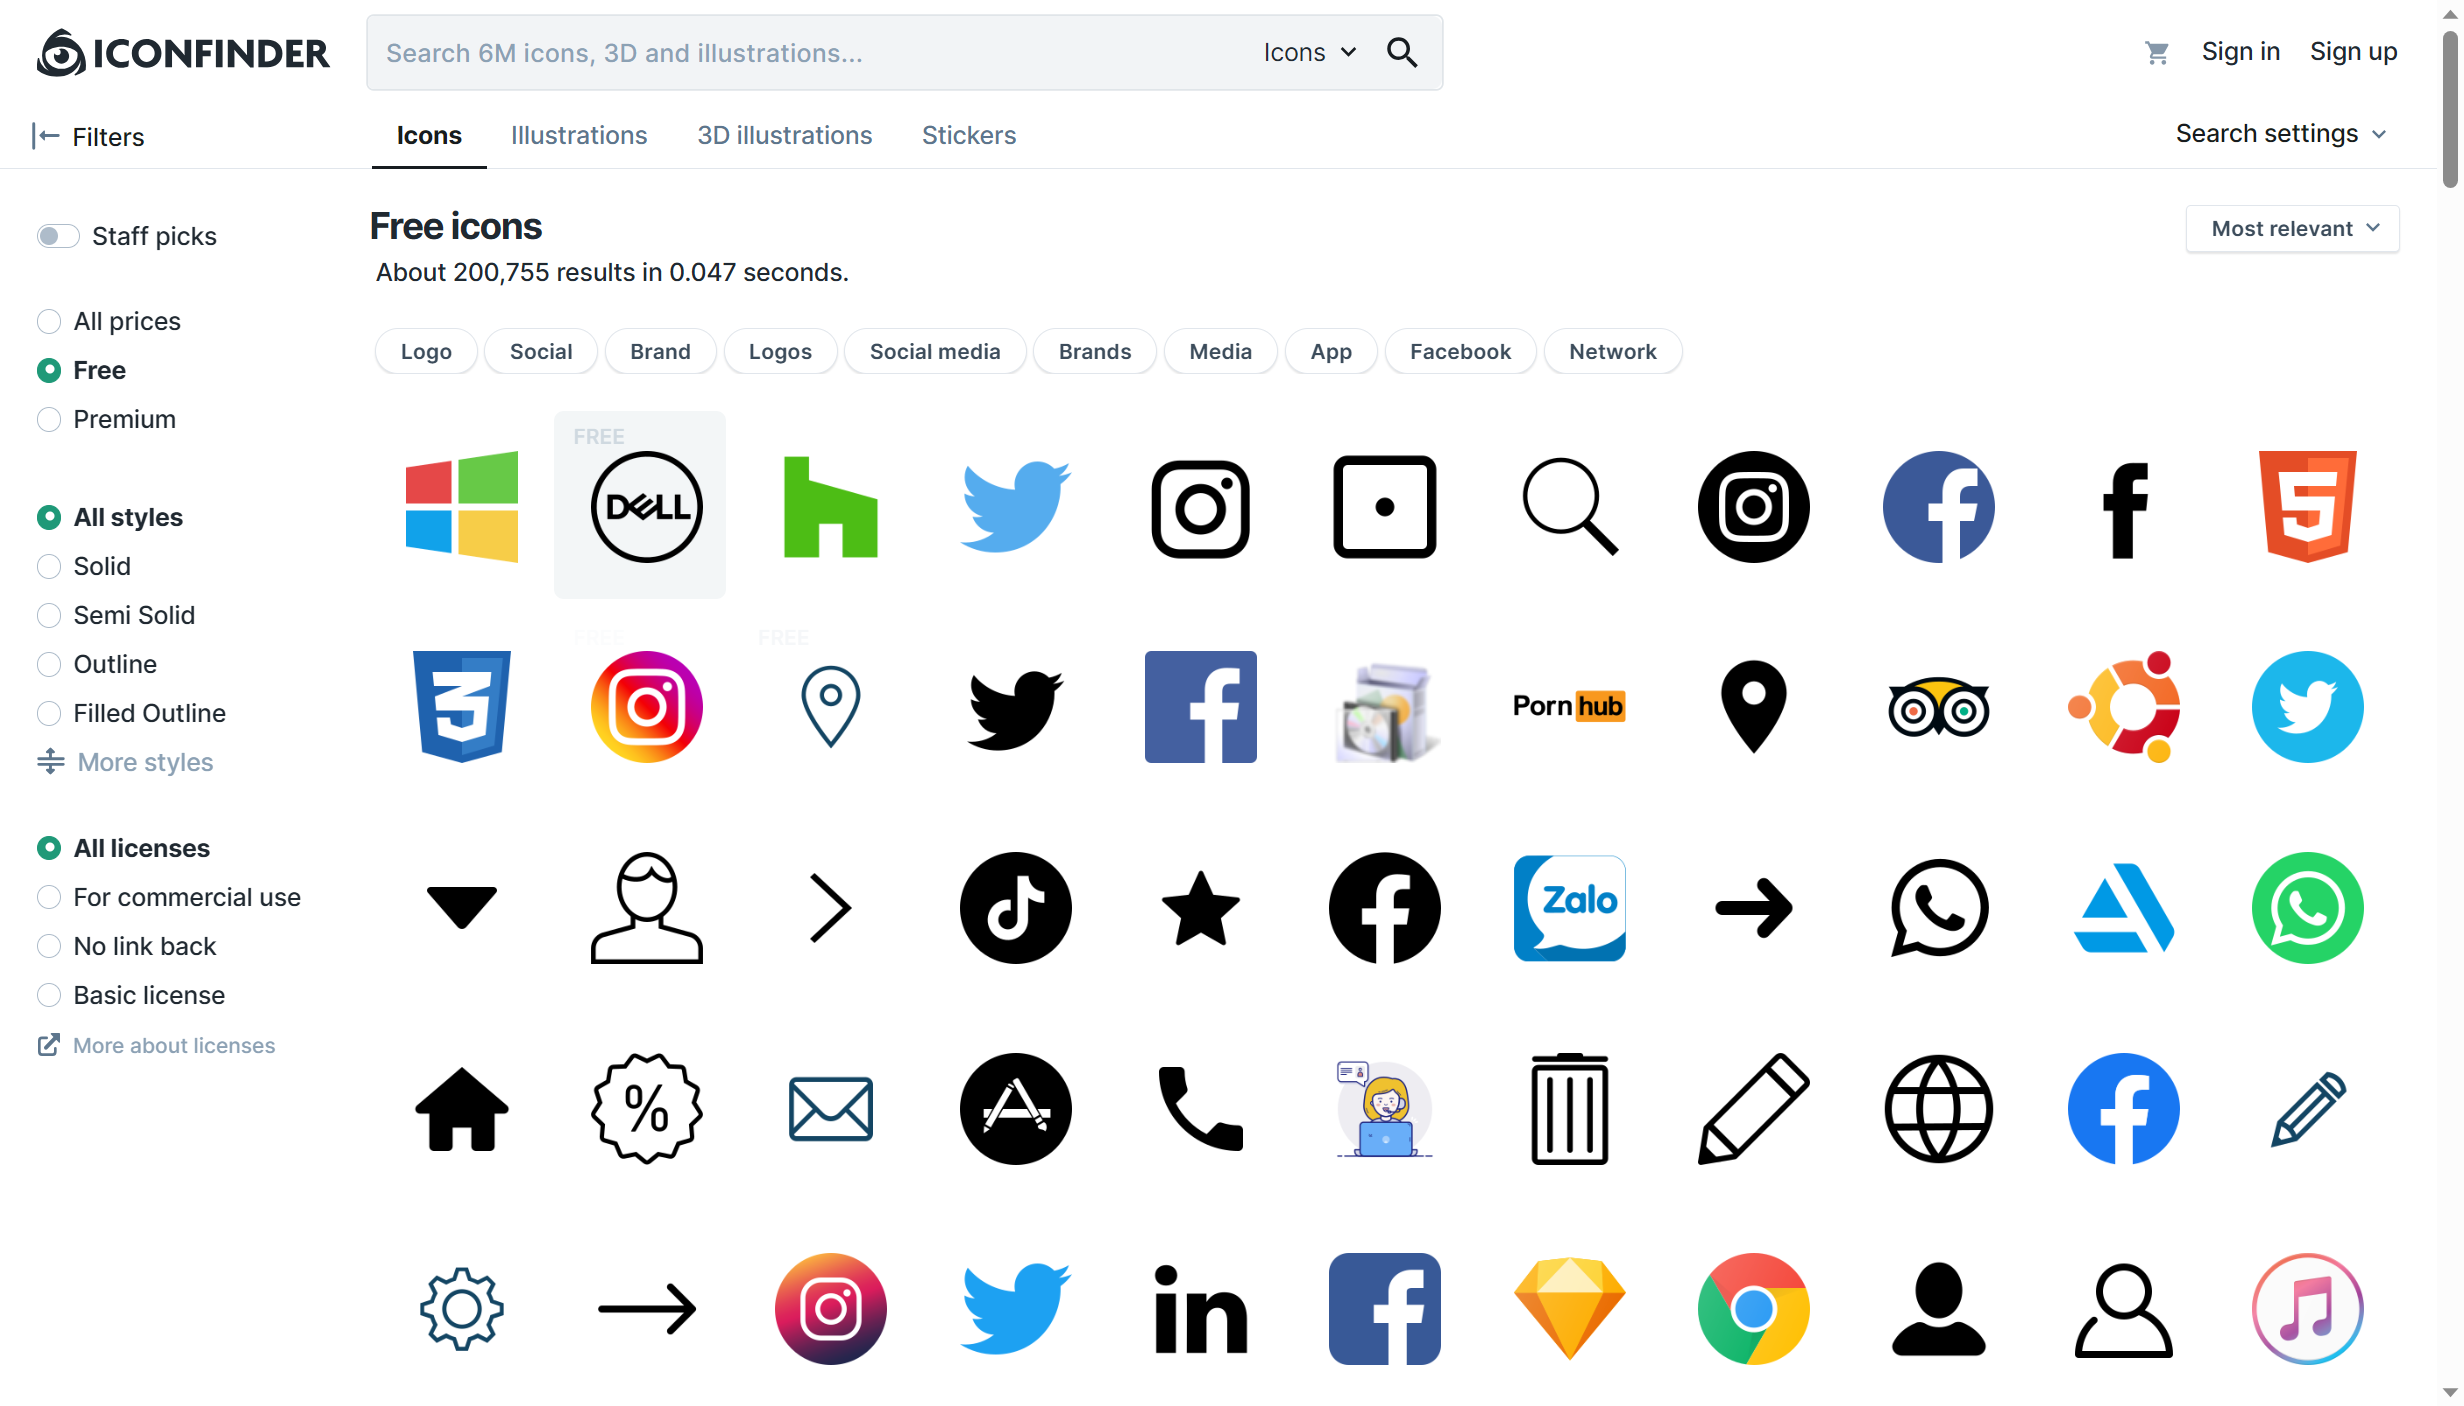 ICONFINDER
Search 6M icons, 3D and illustrations...
Icons
Sign in
Sign up
Filters
Icons
Illustrations
3D illustrations
Stickers
Search settings
Staff picks
Free icons
About 200,755 results in 0.047 seconds.
Most relevant
All prices
Free
Premium
Logo
Social
Brand
Logos
Social media
Brands
Media
App
Facebook
Network
All styles
Solid
Semi Solid
Outline
Filled Outline
More styles
All licenses
For commercial use
No link back
Basic license
More about licenses
FREE
DELL
f
f
5
FREE
FREE
3
f
Porn hub
f
Zalo
%
f
in
f